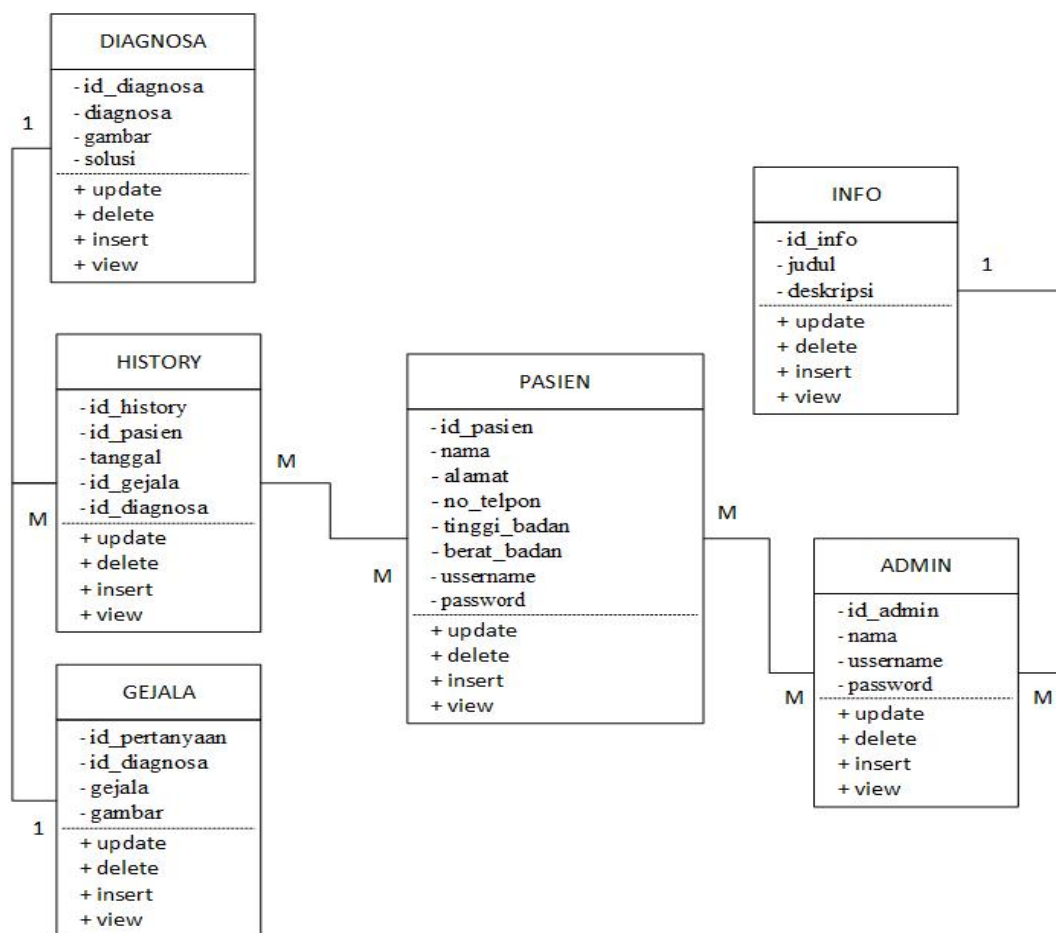 DIAGNOSA
- id_diagnosa
- diagnosa
- gambar
- solusi
+ update
+ delete
+ insert
+ view
1
HISTORY
- id_history
- id_pasien
- tanggal
- id_gejala
- id_diagnosa
+ update
+ delete
+ insert
+ view
M
M
GEJALA
- id_pertanyaan
- id_diagnosa
- gejala
- gambar
+ update
+ delete
+ insert
+ view
1
PASIEN
- id_pasien
- nama
- alamat
- no_telpon
- tinggi_badan
- berat_badan
- ussername
- password
+ update
+ delete
+ insert
+ view
M
M
INFO
- id_info
- judul
- deskripsi
+ update
+ delete
+ insert
+ view
1
ADMIN
- id_admin
- nama
- ussername
- password
+ update
+ delete
+ insert
+ view
M
M